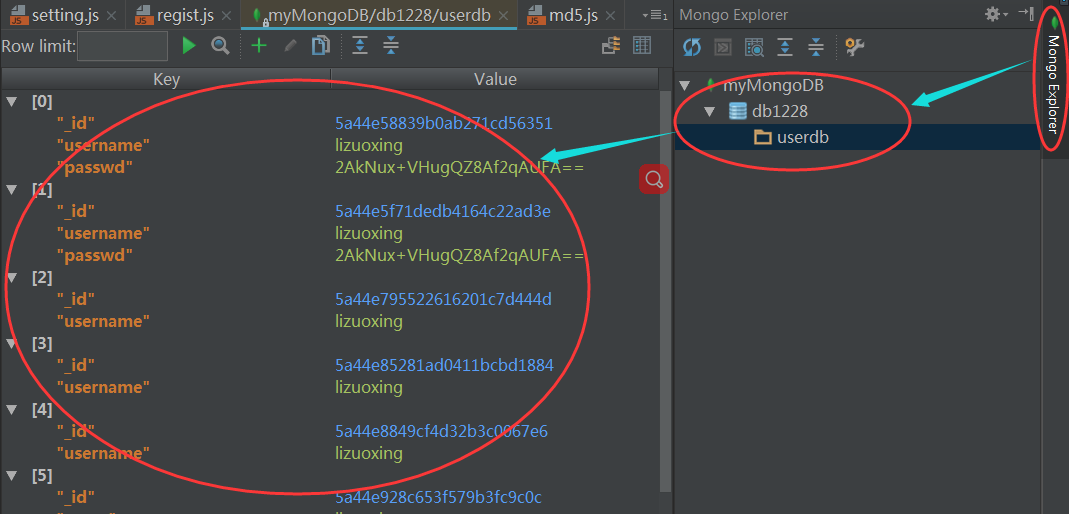 setting.js
regist.js
myMongoDB/db1228/userdb
md5.js
Row limit:
Key Value
[0]
"_id" 5a44e58839b0ab271cd56351
"username" lizuoxing
"passwd" 2AkNux+VHugQZ8Af2qAUFA==
[1]
"_id" 5a44e5f71dedb4164c22ad3e
"username" lizuoxing
"passwd" 2AkNux+VHugQZ8Af2qAUFA==
[2]
"_id" 5a44e795522616201c7d444d
"username" lizuoxing
[3]
"_id" 5a44e85281ad0411bcbd1884
"username" lizuoxing
[4]
"_id" 5a44e8849cf4d32b3c0067e6
"username" lizuoxing
[5]
"_id" 5a44e928c653f579b3fc9c0c
Mongo Explorer
myMongoDB
db1228
userdb
Mongo Explorer